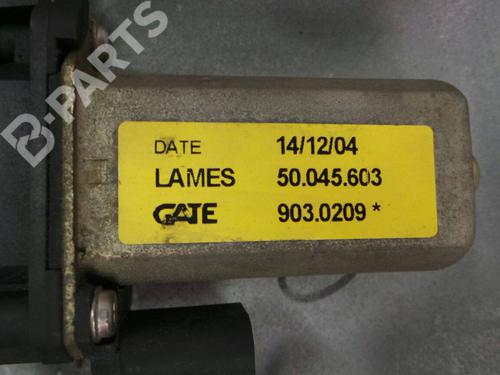 B-PARTS
DATE 14/12/04
LAMES 50.045.603
GATE 903.0209 *